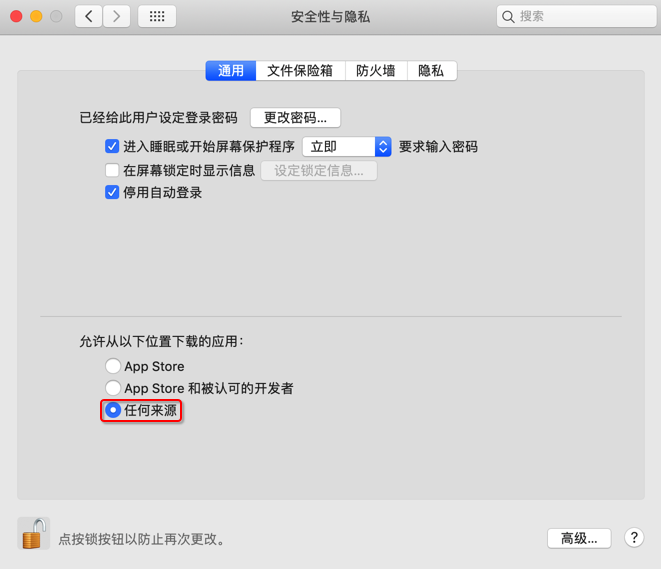 安全性与隐私
搜索
通用 文件保险箱 防火墙 隐私
已经给此用户设定登录密码 更改密码...
进入睡眠或开始屏幕保护程序 立即 要求输入密码
在屏幕锁定时显示信息 设定锁定信息...
停用自动登录
允许从以下位置下载的应用:
App Store
App Store 和被认可的开发者
任何来源
点按锁按钮以防止再次更改。
高级... ?